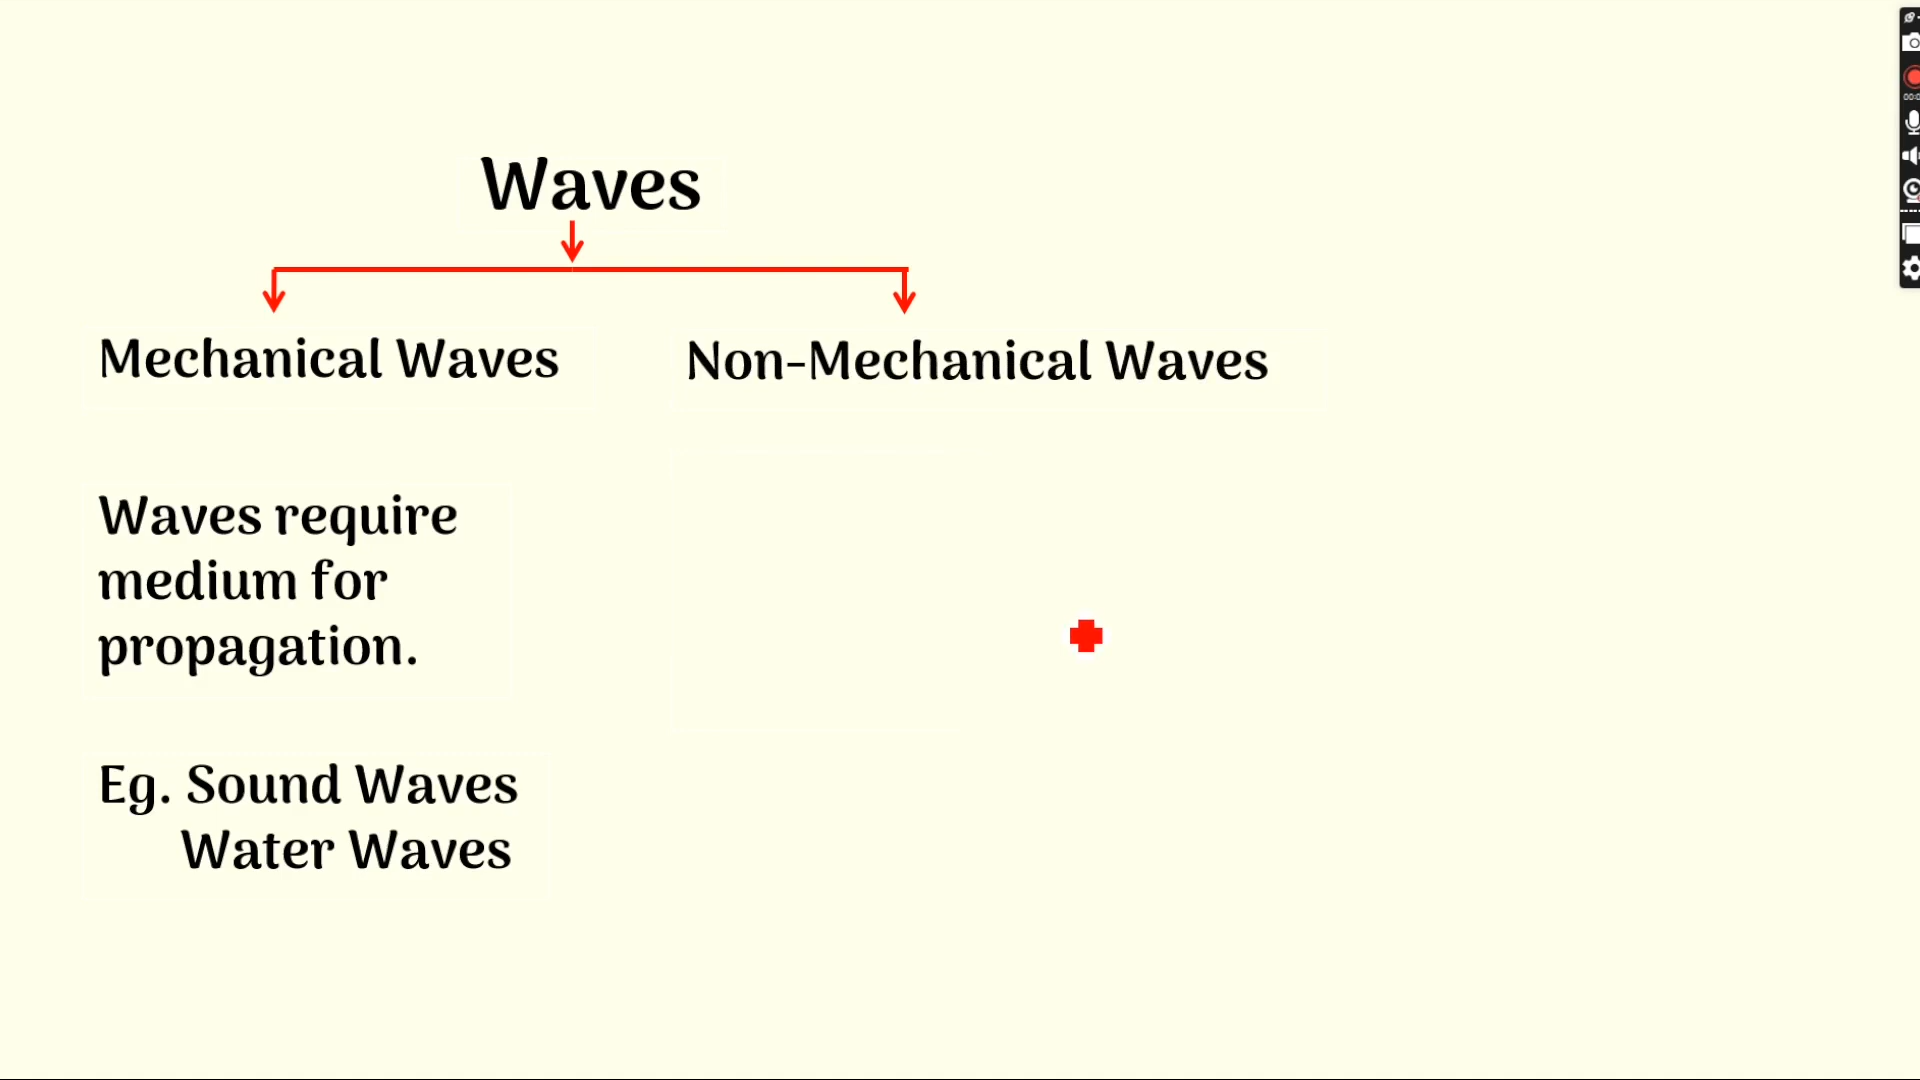 Waves
Mechanical Waves
Non-Mechanical Waves
Waves require
medium for
propagation.
Eg. Sound Waves
Water Waves